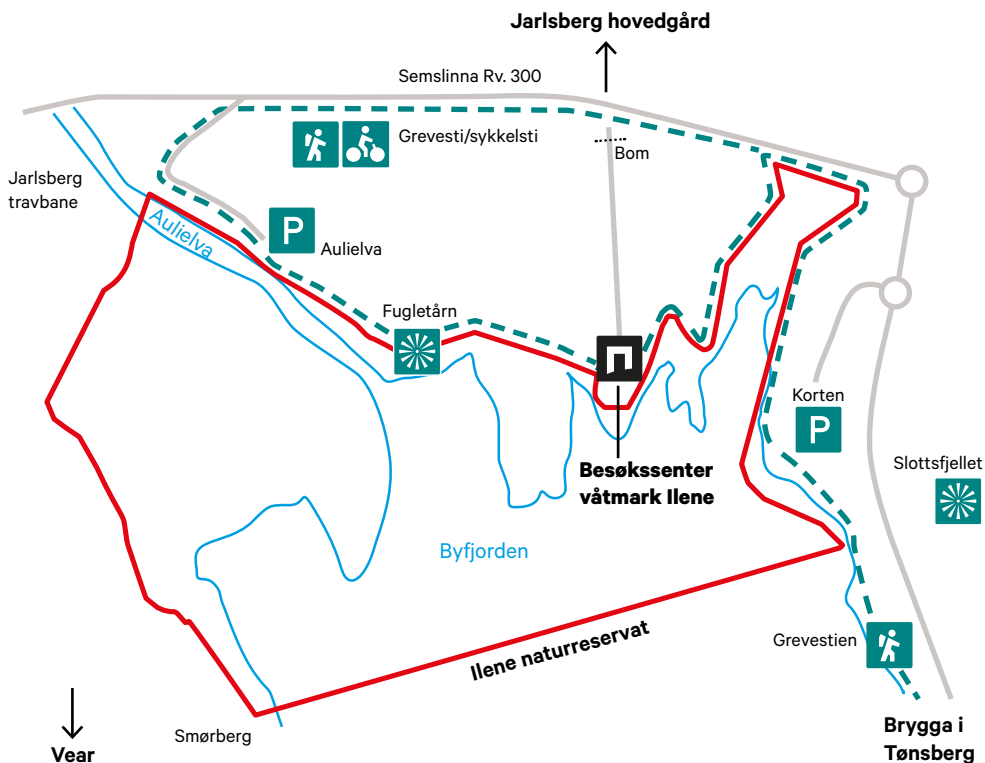 Jarlsberg hovedgård
Semslinna Rv. 300
Grevesti/sykkelsti
Bom
Jarlsberg
travbane
Aulielva
P
Aulielva
Fugletårn
Korten
P
Slottsfjellet
Besøkssenter
våtmark Ilene
Byfjorden
Ilene naturreservat
Grevestien
Smørberg
Vear
Brygga i
Tønsberg